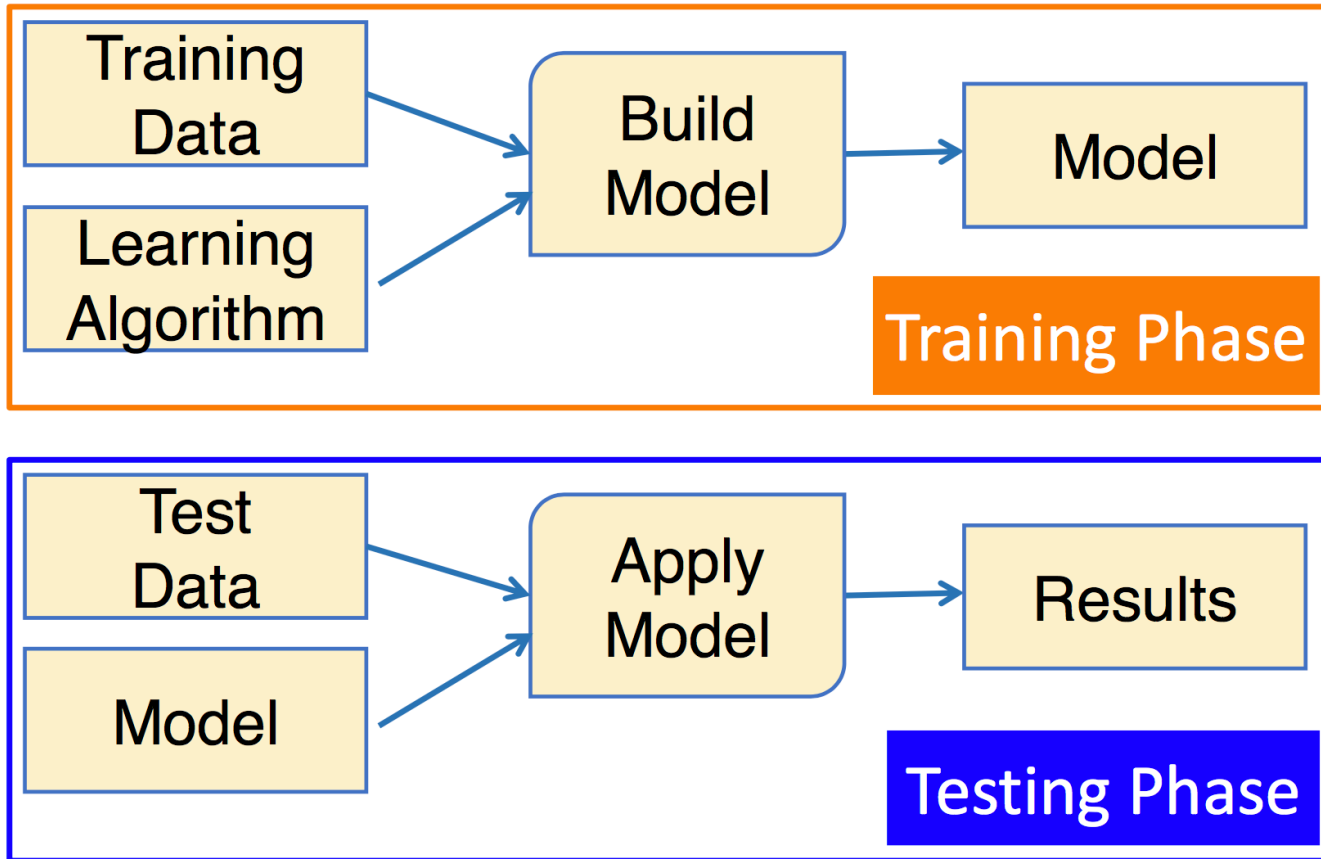 Training
Data
Build
Model
Model
Learning
Algorithm
Training Phase
Test
Data
Apply
Model
Results
Model
Testing Phase